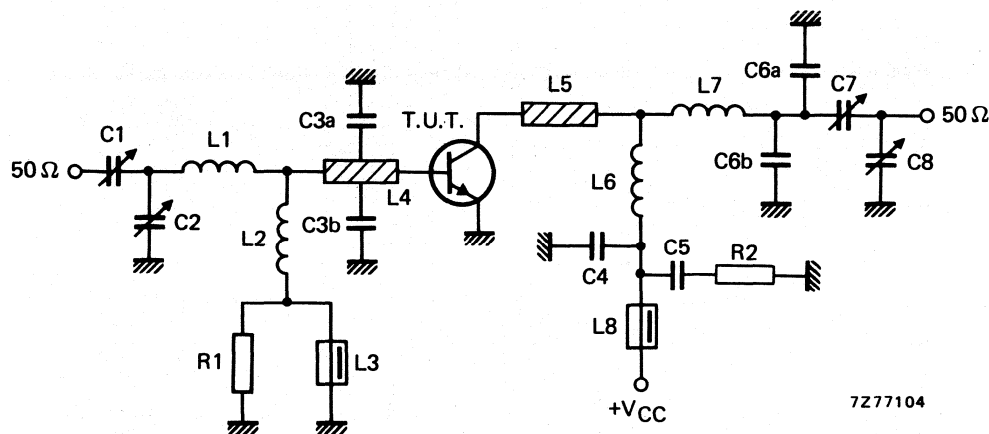 C6a
L5
L7
C7
C3a
T.U.T.
50 Ω
C1
L1
50 Ω
C6b
C8
L6
L4
C2
L2
C3b
C5
R2
C4
L8
R1
L3
+VCC
7Z77104